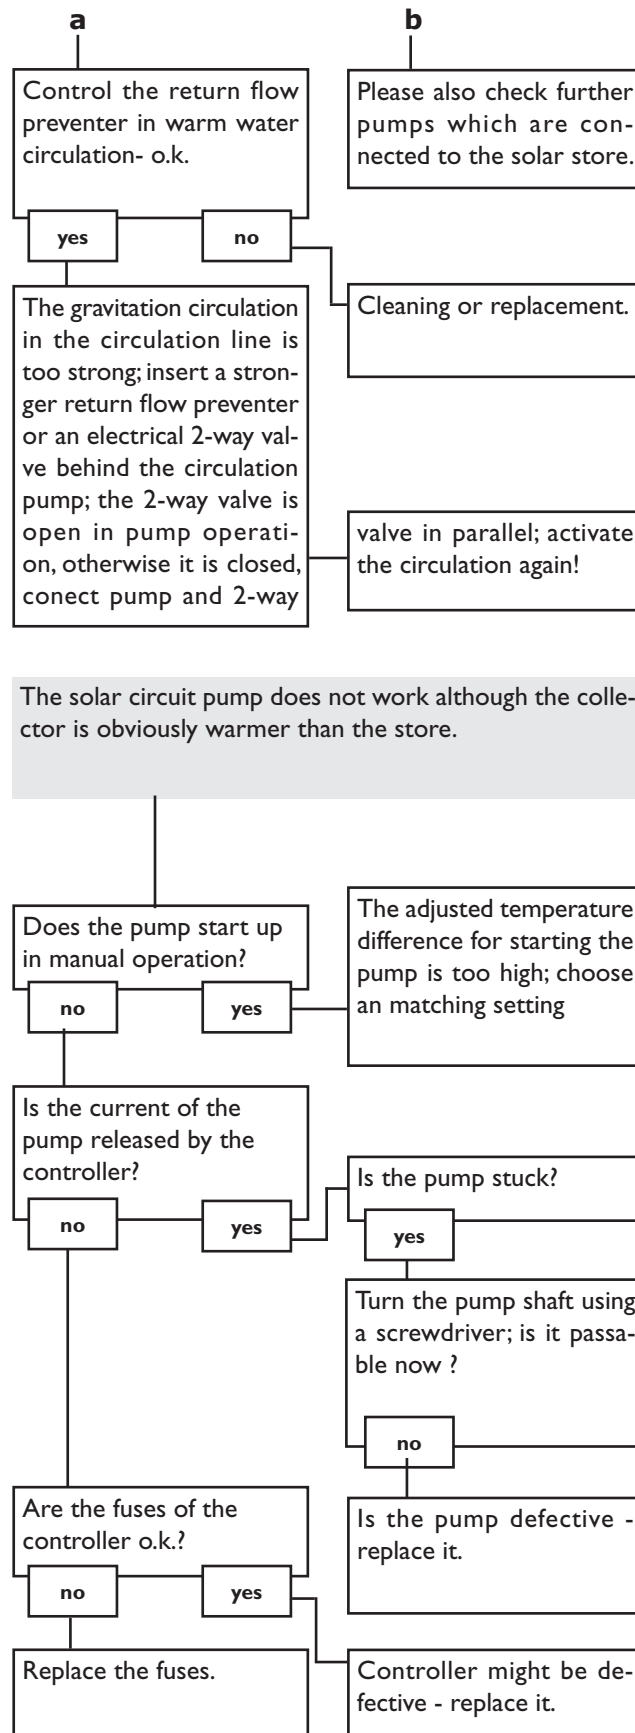 a
b
Control the return flow
preventer in warm water
circulation- o.k.
Please also check further
pumps which are con-
nected to the solar store.
yes
no
The gravitation circulation
in the circulation line is
too strong; insert a stron-
ger return flow preventer
or an electrical 2-way val-
ve behind the circulation
pump; the 2-way valve is
open in pump operati-
on, otherwise it is closed,
conect pump and 2-way
Cleaning or replacement.
valve in parallel; activate
the circulation again!
The solar circuit pump does not work although the colle-
ctor is obviously warmer than the store.
Does the pump start up
in manual operation?
no
yes
The adjusted temperature
difference for starting the
pump is too high; choose
an matching setting
Is the current of the
pump released by the
controller?
no
yes
Is the pump stuck?
yes
Turn the pump shaft using
a screwdriver; is it passa-
ble now ?
no
Is the pump defective -
replace it.
Are the fuses of the
controller o.k.?
no
yes
Replace the fuses.
Controller might be de-
fective - replace it.